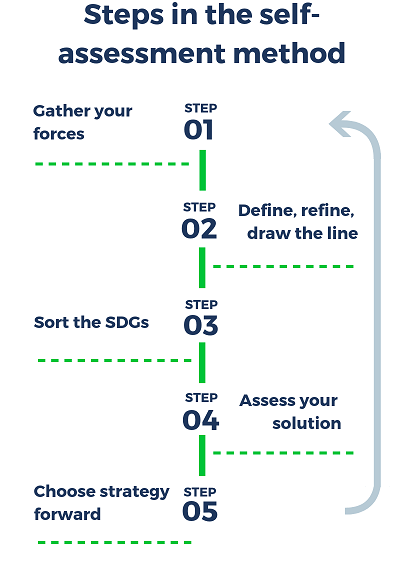 Steps in the self-
assessment method
Gather your
forces
STEP
01
STEP
02
Define, refine,
draw the line
Sort the SDGs
STEP
03
STEP
04
Assess your
solution
Choose strategy
forward
STEP
05